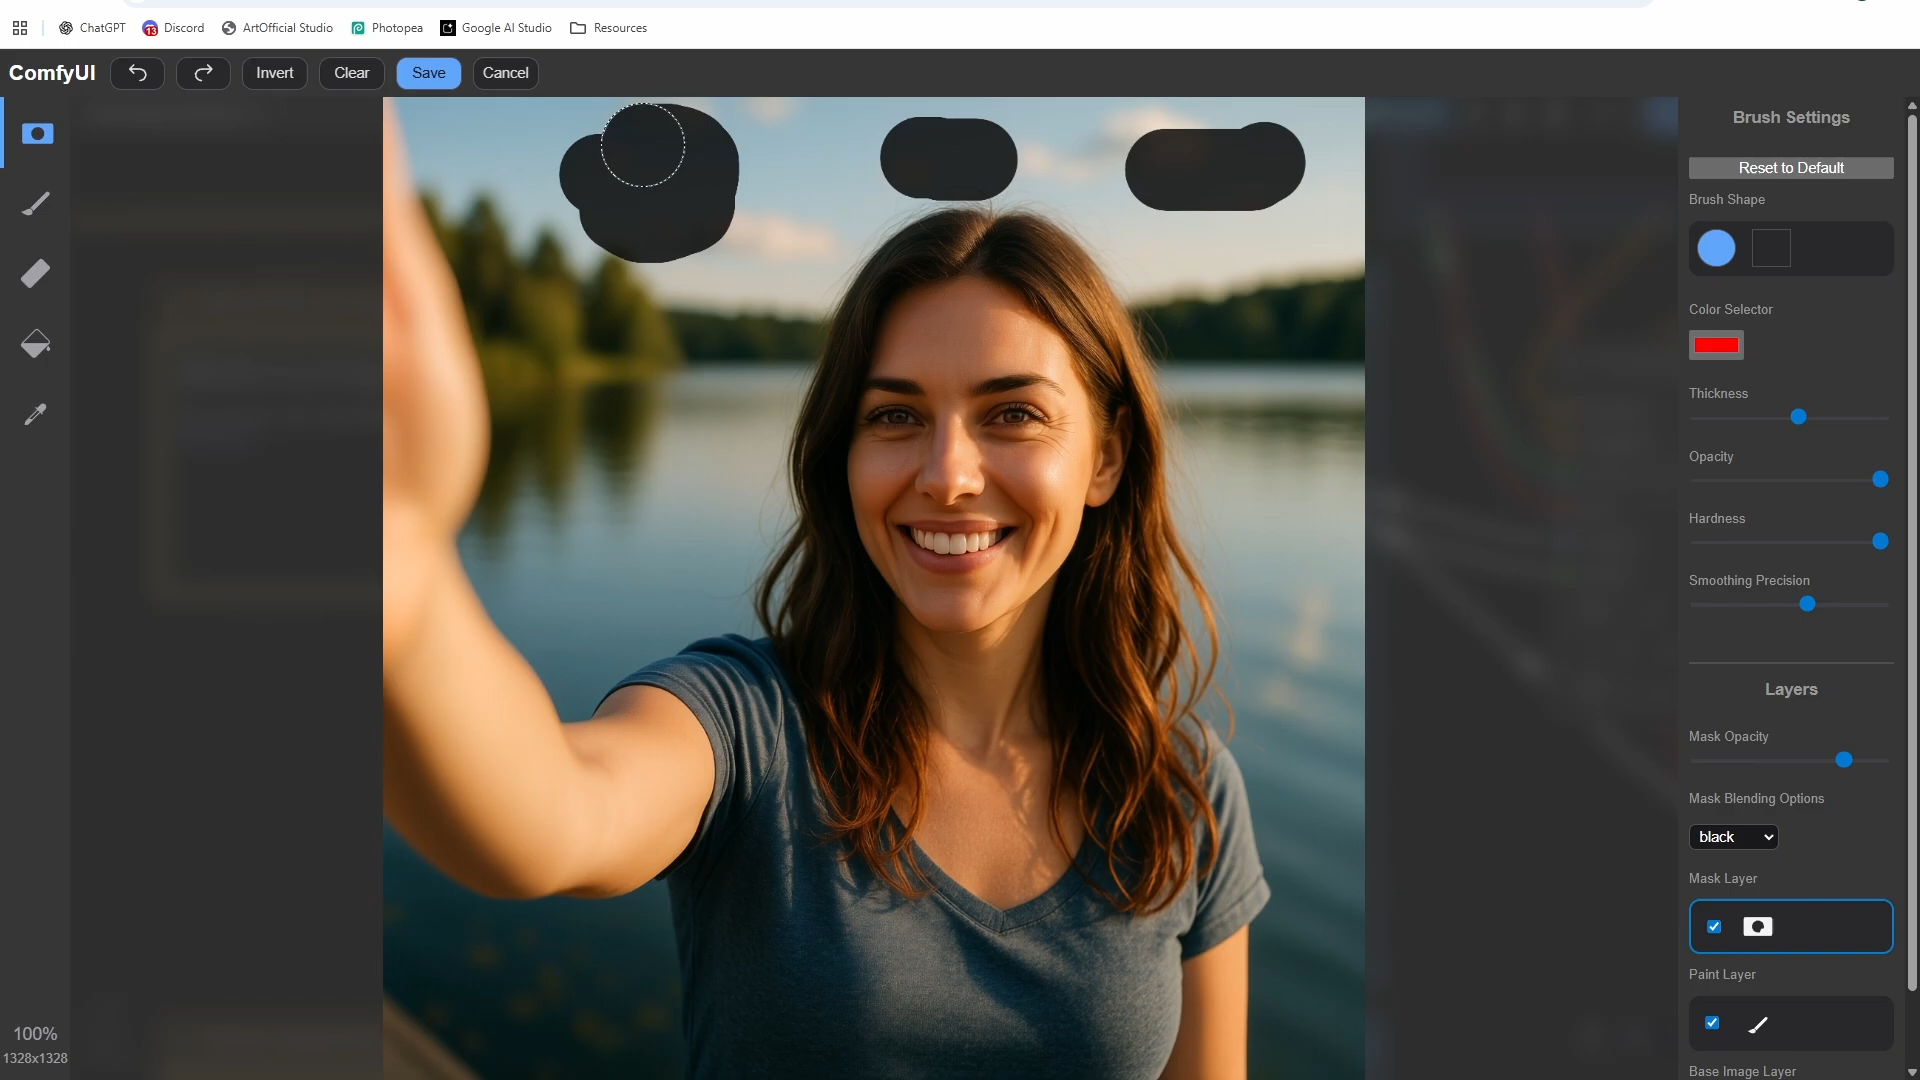 ChatGPT
13
Discord
ArtOfficial Studio
Photopea
Google AI Studio
Resources
ComfyUI
Invert
Clear
Save
Cancel
Brush Settings
Reset to Default
Brush Shape
Color Selector
Thickness
Opacity
Hardness
Smoothing Precision
Layers
Mask Opacity
Mask Blending Options
black
Mask Layer
Paint Layer
Base Image Layer
100%
1328x1328